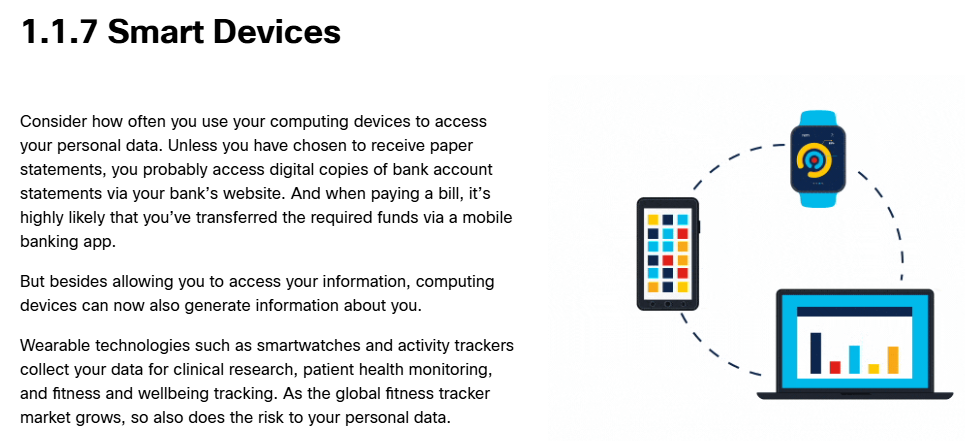 1.1.7 Smart Devices
Consider how often you use your computing devices to access
your personal data. Unless you have chosen to receive paper
statements, you probably access digital copies of bank account
statements via your bank’s website. And when paying a bill, it’s
highly likely that you’ve transferred the required funds via a mobile
banking app.
But besides allowing you to access your information, computing
devices can now also generate information about you.
Wearable technologies such as smartwatches and activity trackers
collect your data for clinical research, patient health monitoring,
and fitness and wellbeing tracking. As the global fitness tracker
market grows, so also does the risk to your personal data.